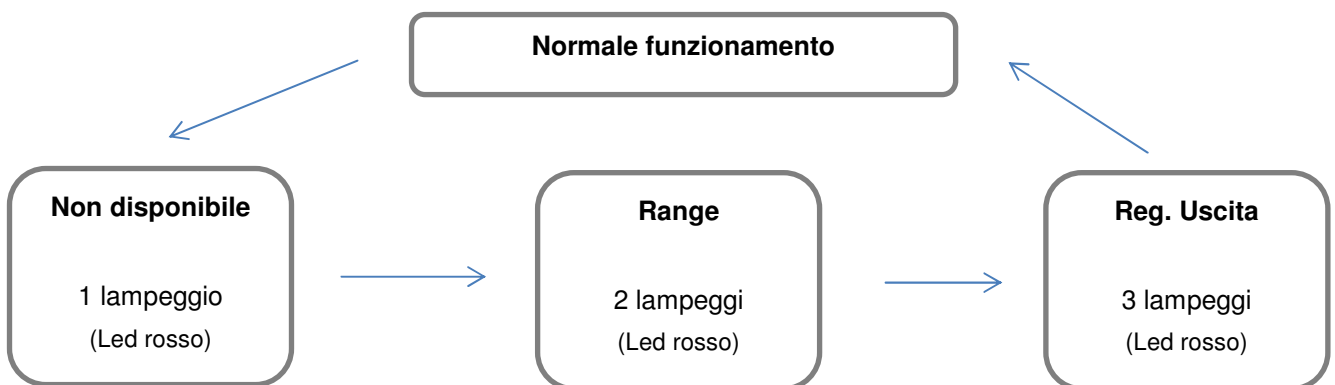 Normale funzionamento
Non disponibile
1 lampeggio
(Led rosso)
Range
2 lampeggi
(Led rosso)
Reg. Uscita
3 lampeggi
(Led rosso)